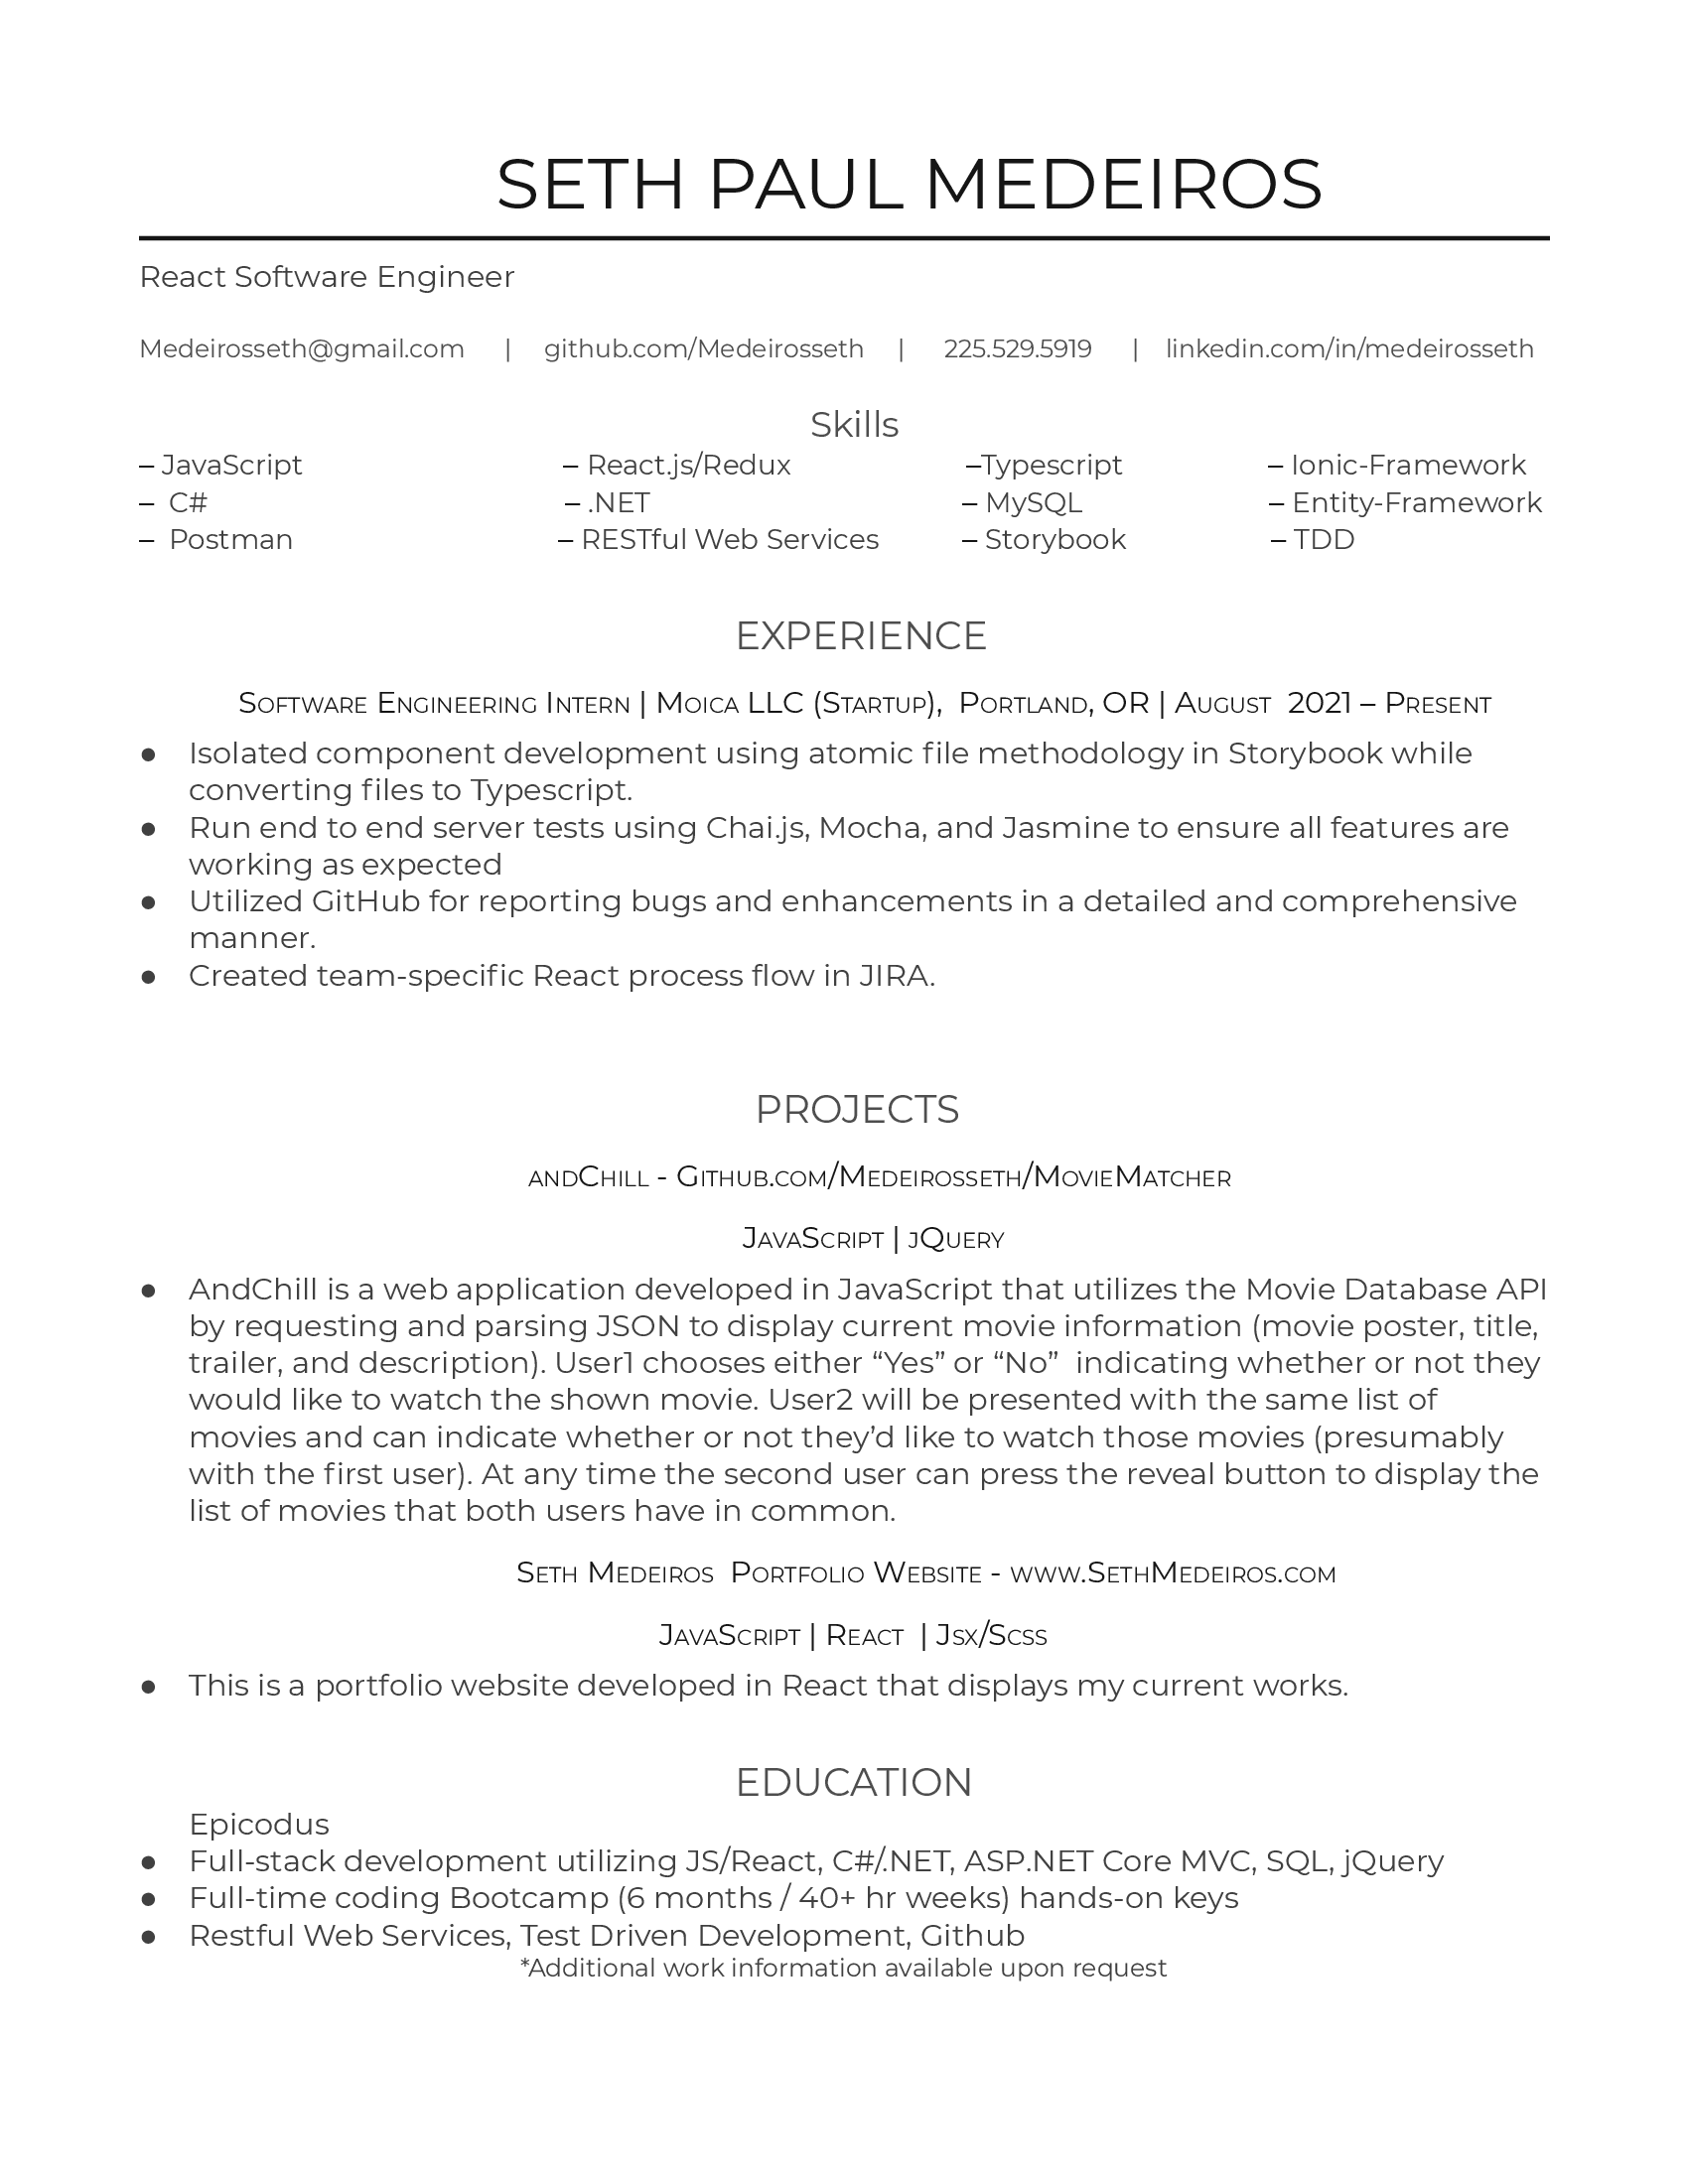 SETH PAUL MEDEIROS
React Software Engineer
Medeirosseth@gmail.com | github.com/Medeirosseth | 225.529.5919 | linkedin.com/in/medeirosseth
Skills
– JavaScript – React.js/Redux –Typescript – Ionic-Framework
– C# – .NET – MySQL – Entity-Framework
– Postman – RESTful Web Services – Storybook – TDD
EXPERIENCE
Software Engineering Intern | Moica LLC (Startup), Portland, OR | August 2021 – Present
● Isolated component development using atomic file methodology in Storybook while
converting files to Typescript.
● Run end to end server tests using Chai.js, Mocha, and Jasmine to ensure all features are
working as expected
● Utilized GitHub for reporting bugs and enhancements in a detailed and comprehensive
manner.
● Created team-specific React process flow in JIRA.
PROJECTS
andChill - Github.com/Medeirosseth/MovieMatcher
JavaScript | jQuery
● AndChill is a web application developed in JavaScript that utilizes the Movie Database API
by requesting and parsing JSON to display current movie information (movie poster, title,
trailer, and description). User1 chooses either “Yes” or “No” indicating whether or not they
would like to watch the shown movie. User2 will be presented with the same list of
movies and can indicate whether or not they’d like to watch those movies (presumably
with the first user). At any time the second user can press the reveal button to display the
list of movies that both users have in common.
Seth Medeiros Portfolio Website - www.SethMedeiros.com
JavaScript | React | Jsx/Scss
● This is a portfolio website developed in React that displays my current works.
EDUCATION
Epicodus
● Full-stack development utilizing JS/React, C#/.NET, ASP.NET Core MVC, SQL, jQuery
● Full-time coding Bootcamp (6 months / 40+ hr weeks) hands-on keys
● Restful Web Services, Test Driven Development, Github
*Additional work information available upon request